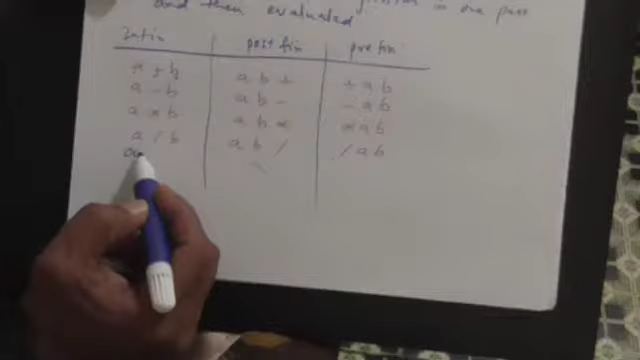 and then evaluated
Infix postfix prefix
a + b a b + + a b
a - b a b - - a b
a * b a b * * a b
a / b a b / / a b